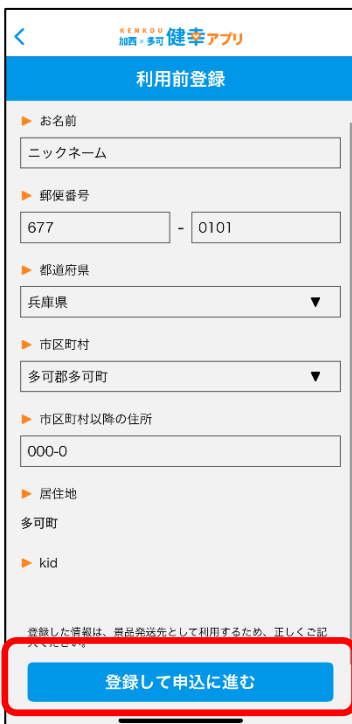 KENKOU
加西×多可 健幸アプリ
利用前登録
お名前
ニックネーム
郵便番号
677 - 0101
都道府県
兵庫県
市区町村
多可郡多可町
市区町村以降の住所
000-0
居住地
多可町
kid
登録した情報は、景品発送先として利用するため、正しくご記
入ください。
登録して申込に進む